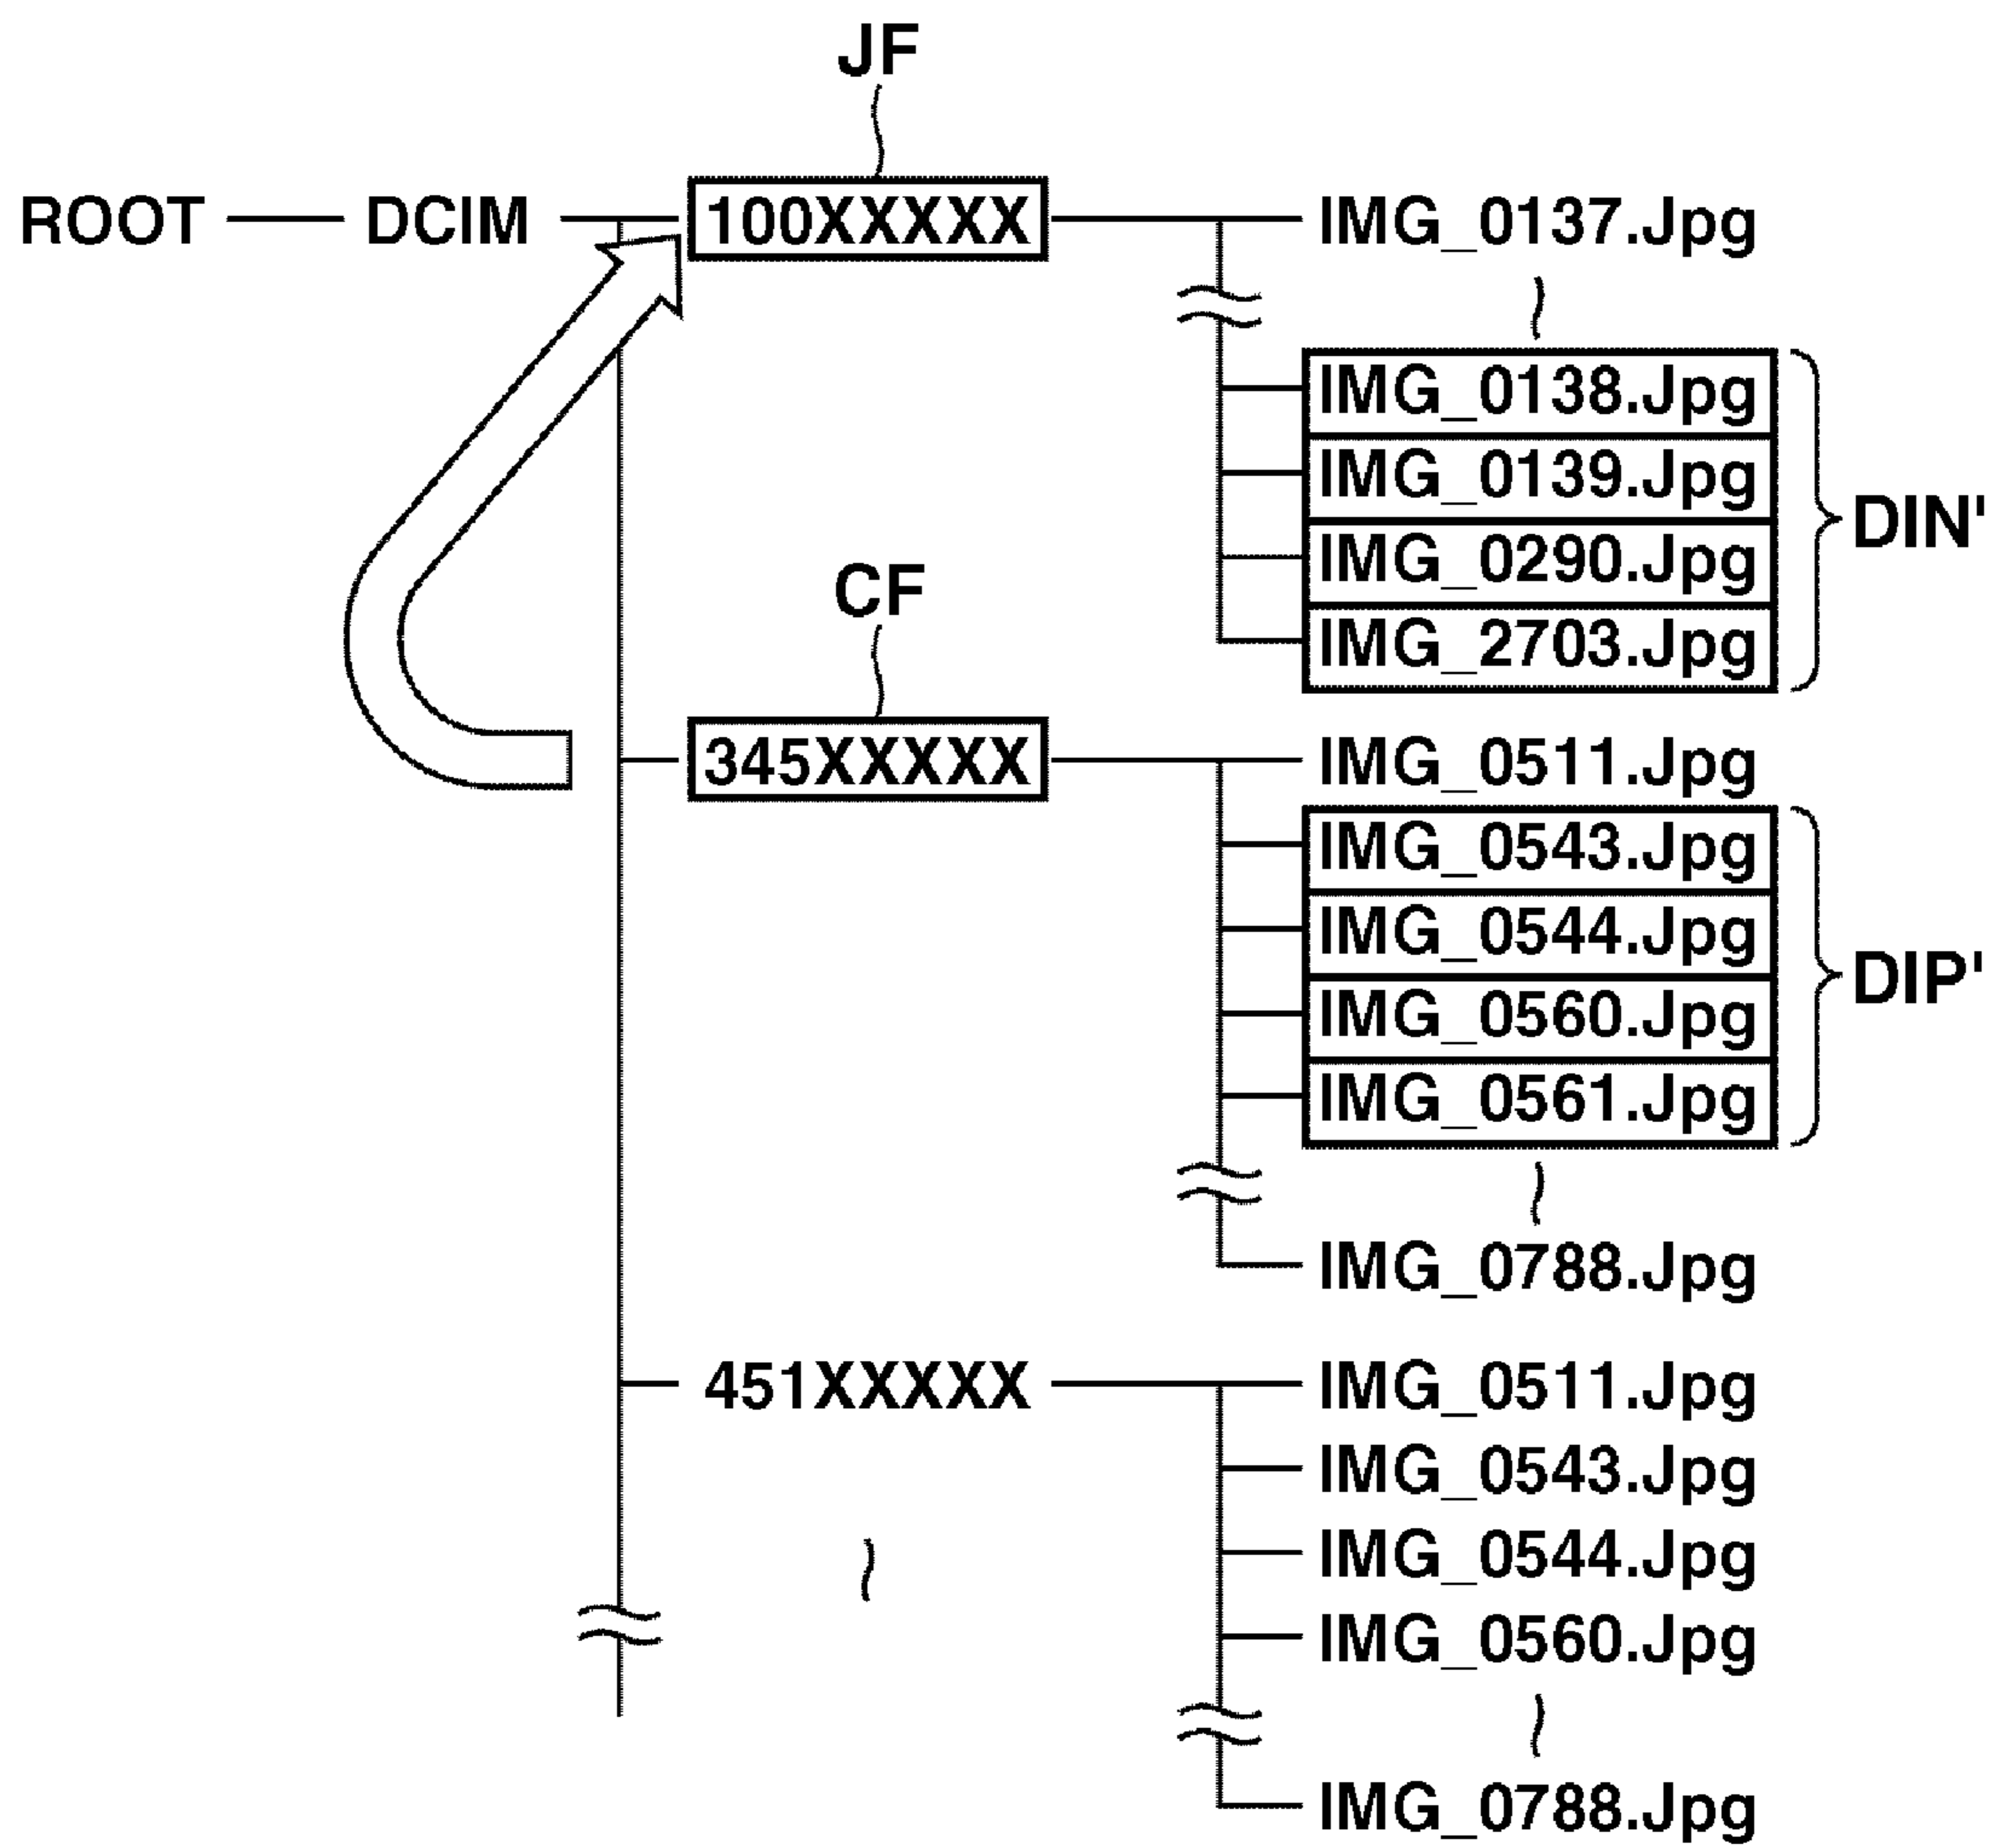 JF
ROOT DCIM 100XXXXX IMG_0137.Jpg
IMG_0138.Jpg
IMG_0139.Jpg
DIN'
IMG_0290.Jpg
CF
IMG_2703.Jpg
345XXXXX IMG_0511.Jpg
IMG_0543.Jpg
IMG_0544.Jpg
DIP'
IMG_0560.Jpg
IMG_0561.Jpg
IMG_0788.Jpg
451XXXXX IMG_0511.Jpg
IMG_0543.Jpg
IMG_0544.Jpg
IMG_0560.Jpg
IMG_0788.Jpg